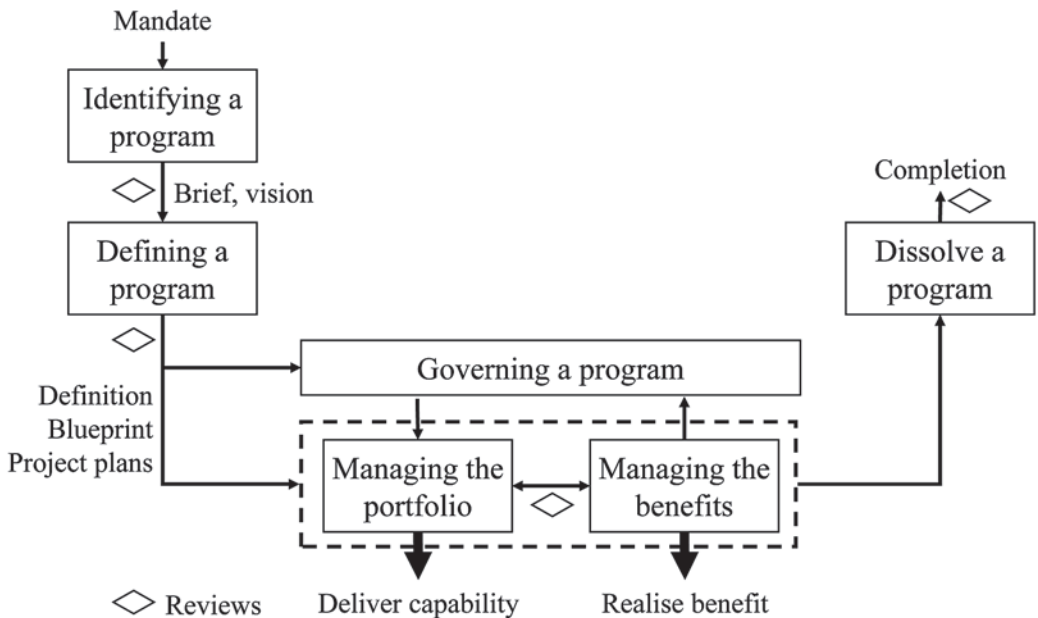 Mandate
Identifying a
program
Brief, vision
Defining a
program
Definition
Blueprint
Project plans
Governing a program
Managing the
portfolio
Managing the
benefits
Deliver capability
Realise benefit
Completion
Dissolve a
program
Reviews